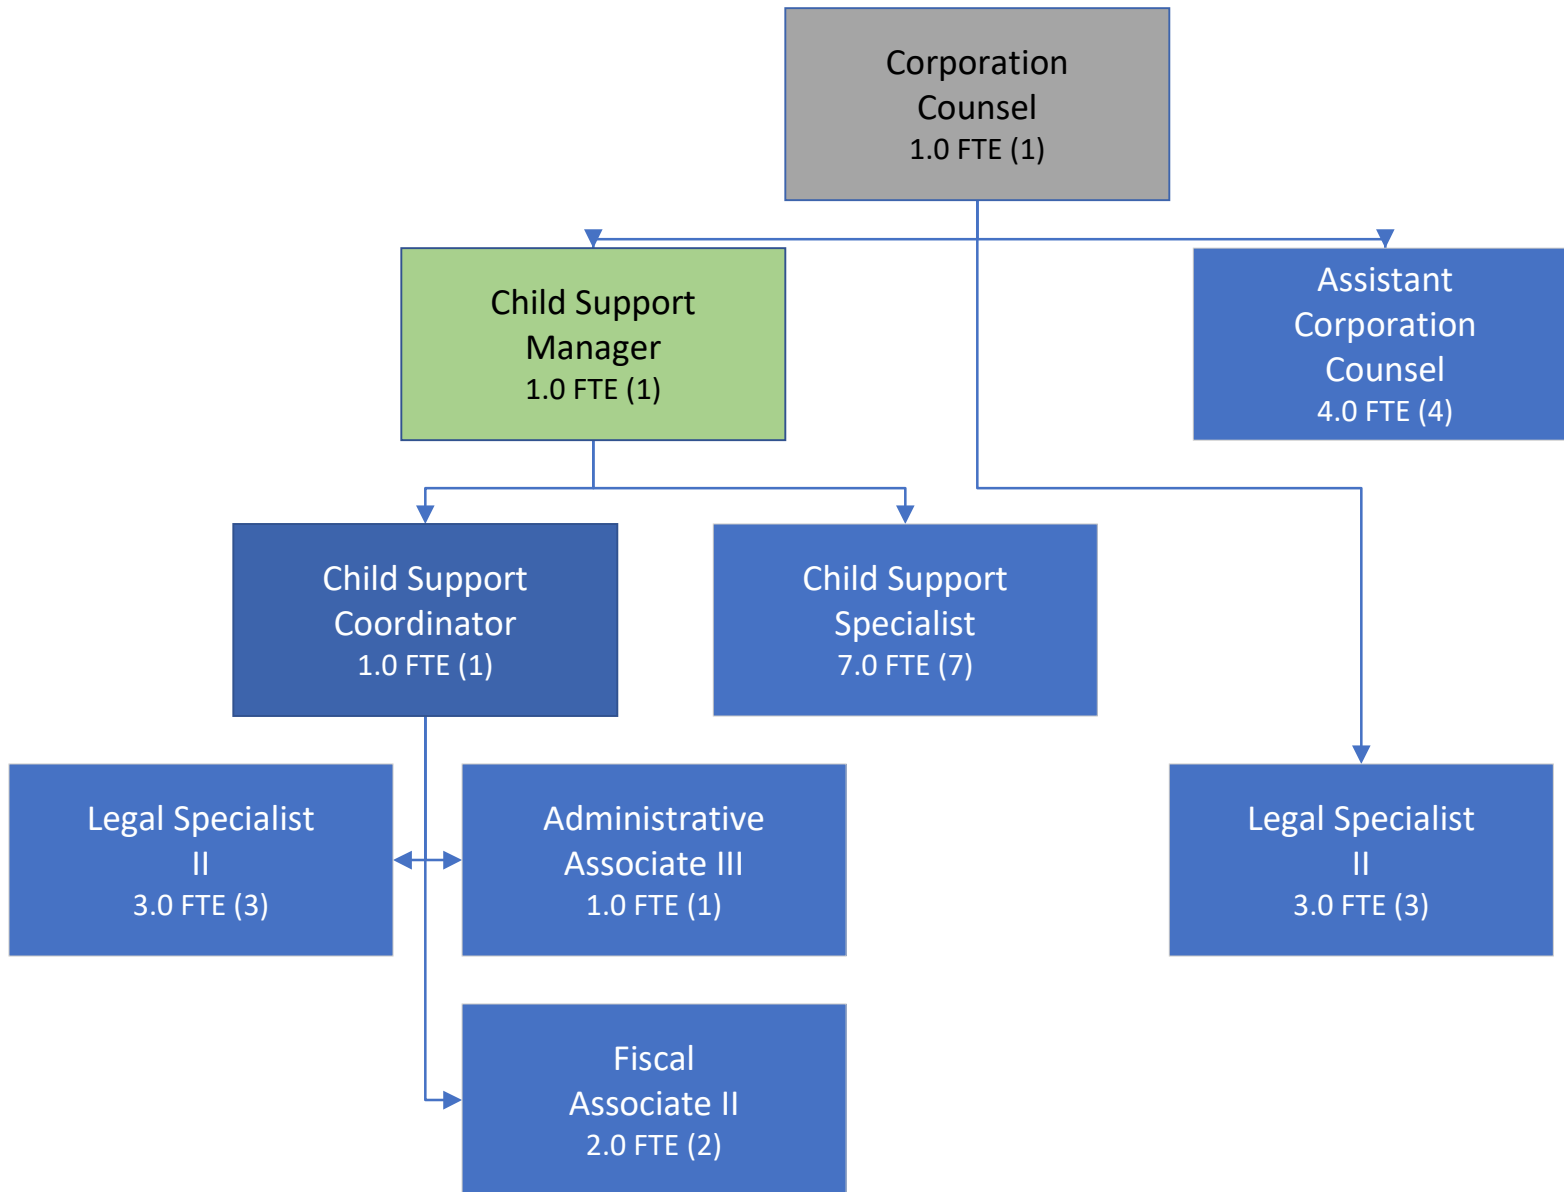 Corporation
Counsel
1.0 FTE (1)
Child Support
Manager
1.0 FTE (1)
Assistant
Corporation
Counsel
4.0 FTE (4)
Child Support
Coordinator
1.0 FTE (1)
Child Support
Specialist
7.0 FTE (7)
Legal Specialist
II
3.0 FTE (3)
Administrative
Associate III
1.0 FTE (1)
Legal Specialist
II
3.0 FTE (3)
Fiscal
Associate II
2.0 FTE (2)